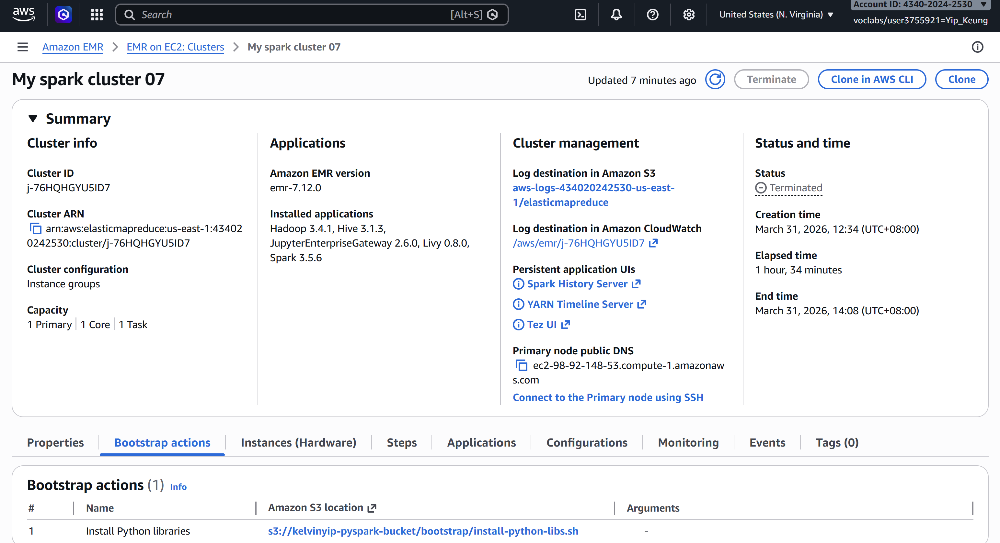 aws
Search
[Alt+S]
United States (N. Virginia)
Account ID: 4340-2024-2530
voclabs/user3755921=Yip_Keung
Amazon EMR
EMR on EC2: Clusters
My spark cluster 07
My spark cluster 07
Updated 7 minutes ago
Terminate
Clone in AWS CLI
Clone
Summary
Cluster info
Cluster ID
j-76HQHGYU5ID7
Cluster ARN
arn:aws:elasticmapreduce:us-east-1:43402
0242530:cluster/j-76HQHGYU5ID7
Cluster configuration
Instance groups
Capacity
1 Primary | 1 Core | 1 Task
Applications
Amazon EMR version
emr-7.12.0
Installed applications
Hadoop 3.4.1, Hive 3.1.3,
JupyterEnterpriseGateway 2.6.0, Livy 0.8.0,
Spark 3.5.6
Cluster management
Log destination in Amazon S3
aws-logs-434020242530-us-east-
1/elasticmapreduce
Log destination in Amazon CloudWatch
/aws/emr/j-76HQHGYU5ID7
Persistent application UIs
Spark History Server
YARN Timeline Server
Tez UI
Primary node public DNS
ec2-98-92-148-53.compute-1.amazonaw
s.com
Connect to the Primary node using SSH
Status and time
Status
Terminated
Creation time
March 31, 2026, 12:34 (UTC+08:00)
Elapsed time
1 hour, 34 minutes
End time
March 31, 2026, 14:08 (UTC+08:00)
Properties
Bootstrap actions
Instances (Hardware)
Steps
Applications
Configurations
Monitoring
Events
Tags (0)
Bootstrap actions (1) Info
# Name Amazon S3 location Arguments
1 Install Python libraries s3://kelvinyip-pyspark-bucket/bootstrap/install-python-libs.sh -